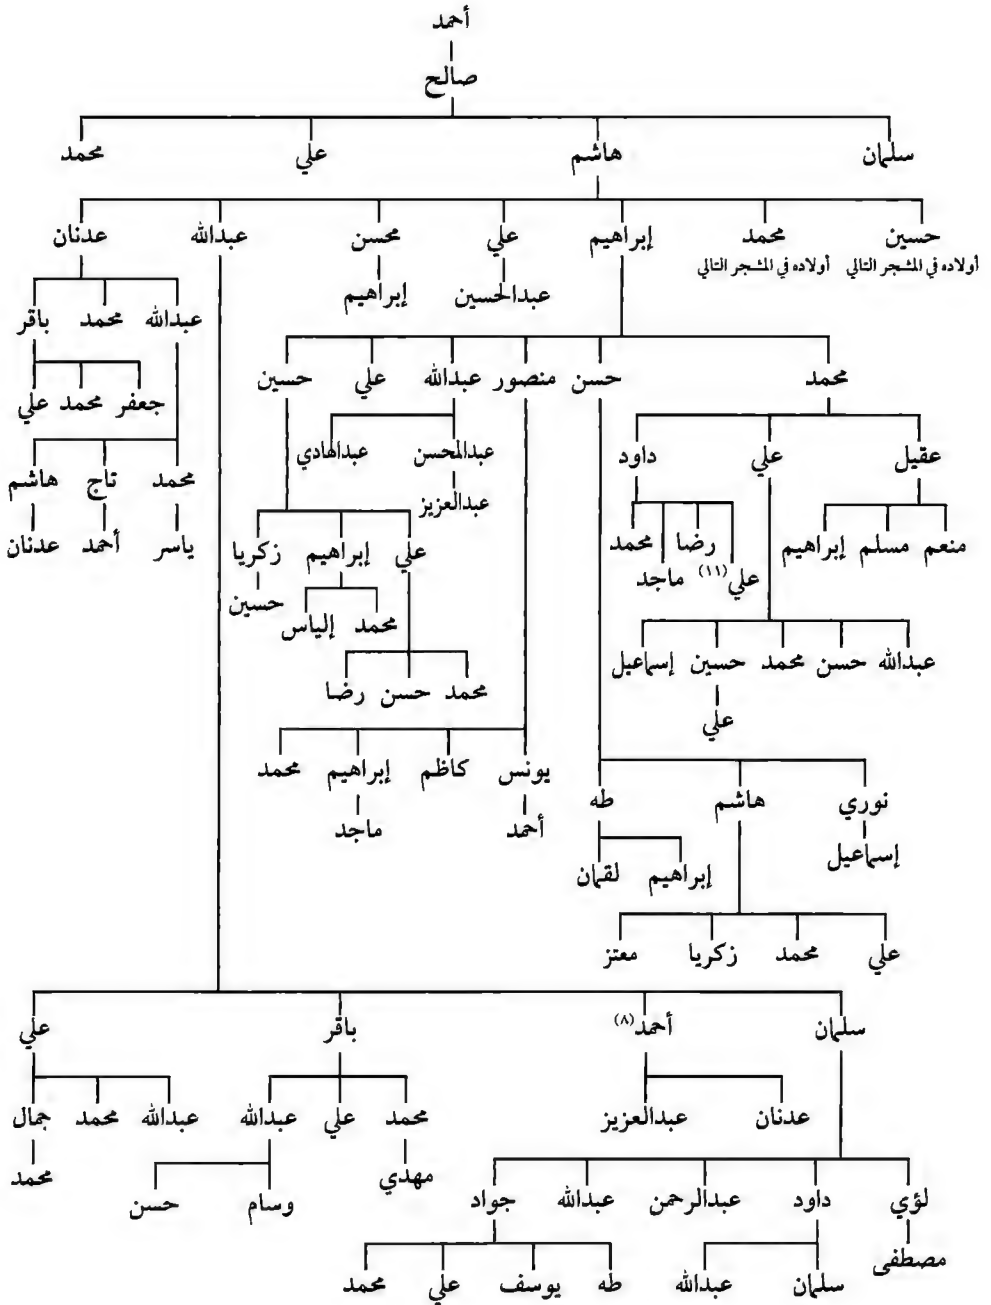 أحمد
صالح
سلمان هاشم علي محمد
حسين محمد إبراهيم علي محسن عبدالله عدنان
أولاده في المشجر التالي أولاده في المشجر التالي
عبدالحسين إبراهيم
عبدالله محمد باقر
محمد حسن منصور عبدالله علي حسين
جعفر محمد علي
عقيل علي داود
عبدالمحسن عبدالهادي
محمد تاج هاشم
عبدالعزيز
منعم مسلم إبراهيم
رضا محمد
علي (١١) ماجد
علي إبراهيم زكريا
ياسر أحمد عدنان
محمد إلياس حسين
عبدالله حسن محمد حسين إسماعيل
محمد حسن رضا
علي
يونس كاظم إبراهيم محمد
نوري هاشم طه
أحمد ماجد
إسماعيل
إبراهيم لقمان
علي محمد زكريا معتز
سلمان أحمد (٨) باقر علي
عدنان عبدالعزيز
محمد علي عبدالله
عبدالله محمد جمال
مهدي
محمد
وسام حسن
لؤي داود عبدالرحمن عبدالله جواد
مصطفى
سلمان عبدالله
طه يوسف علي محمد